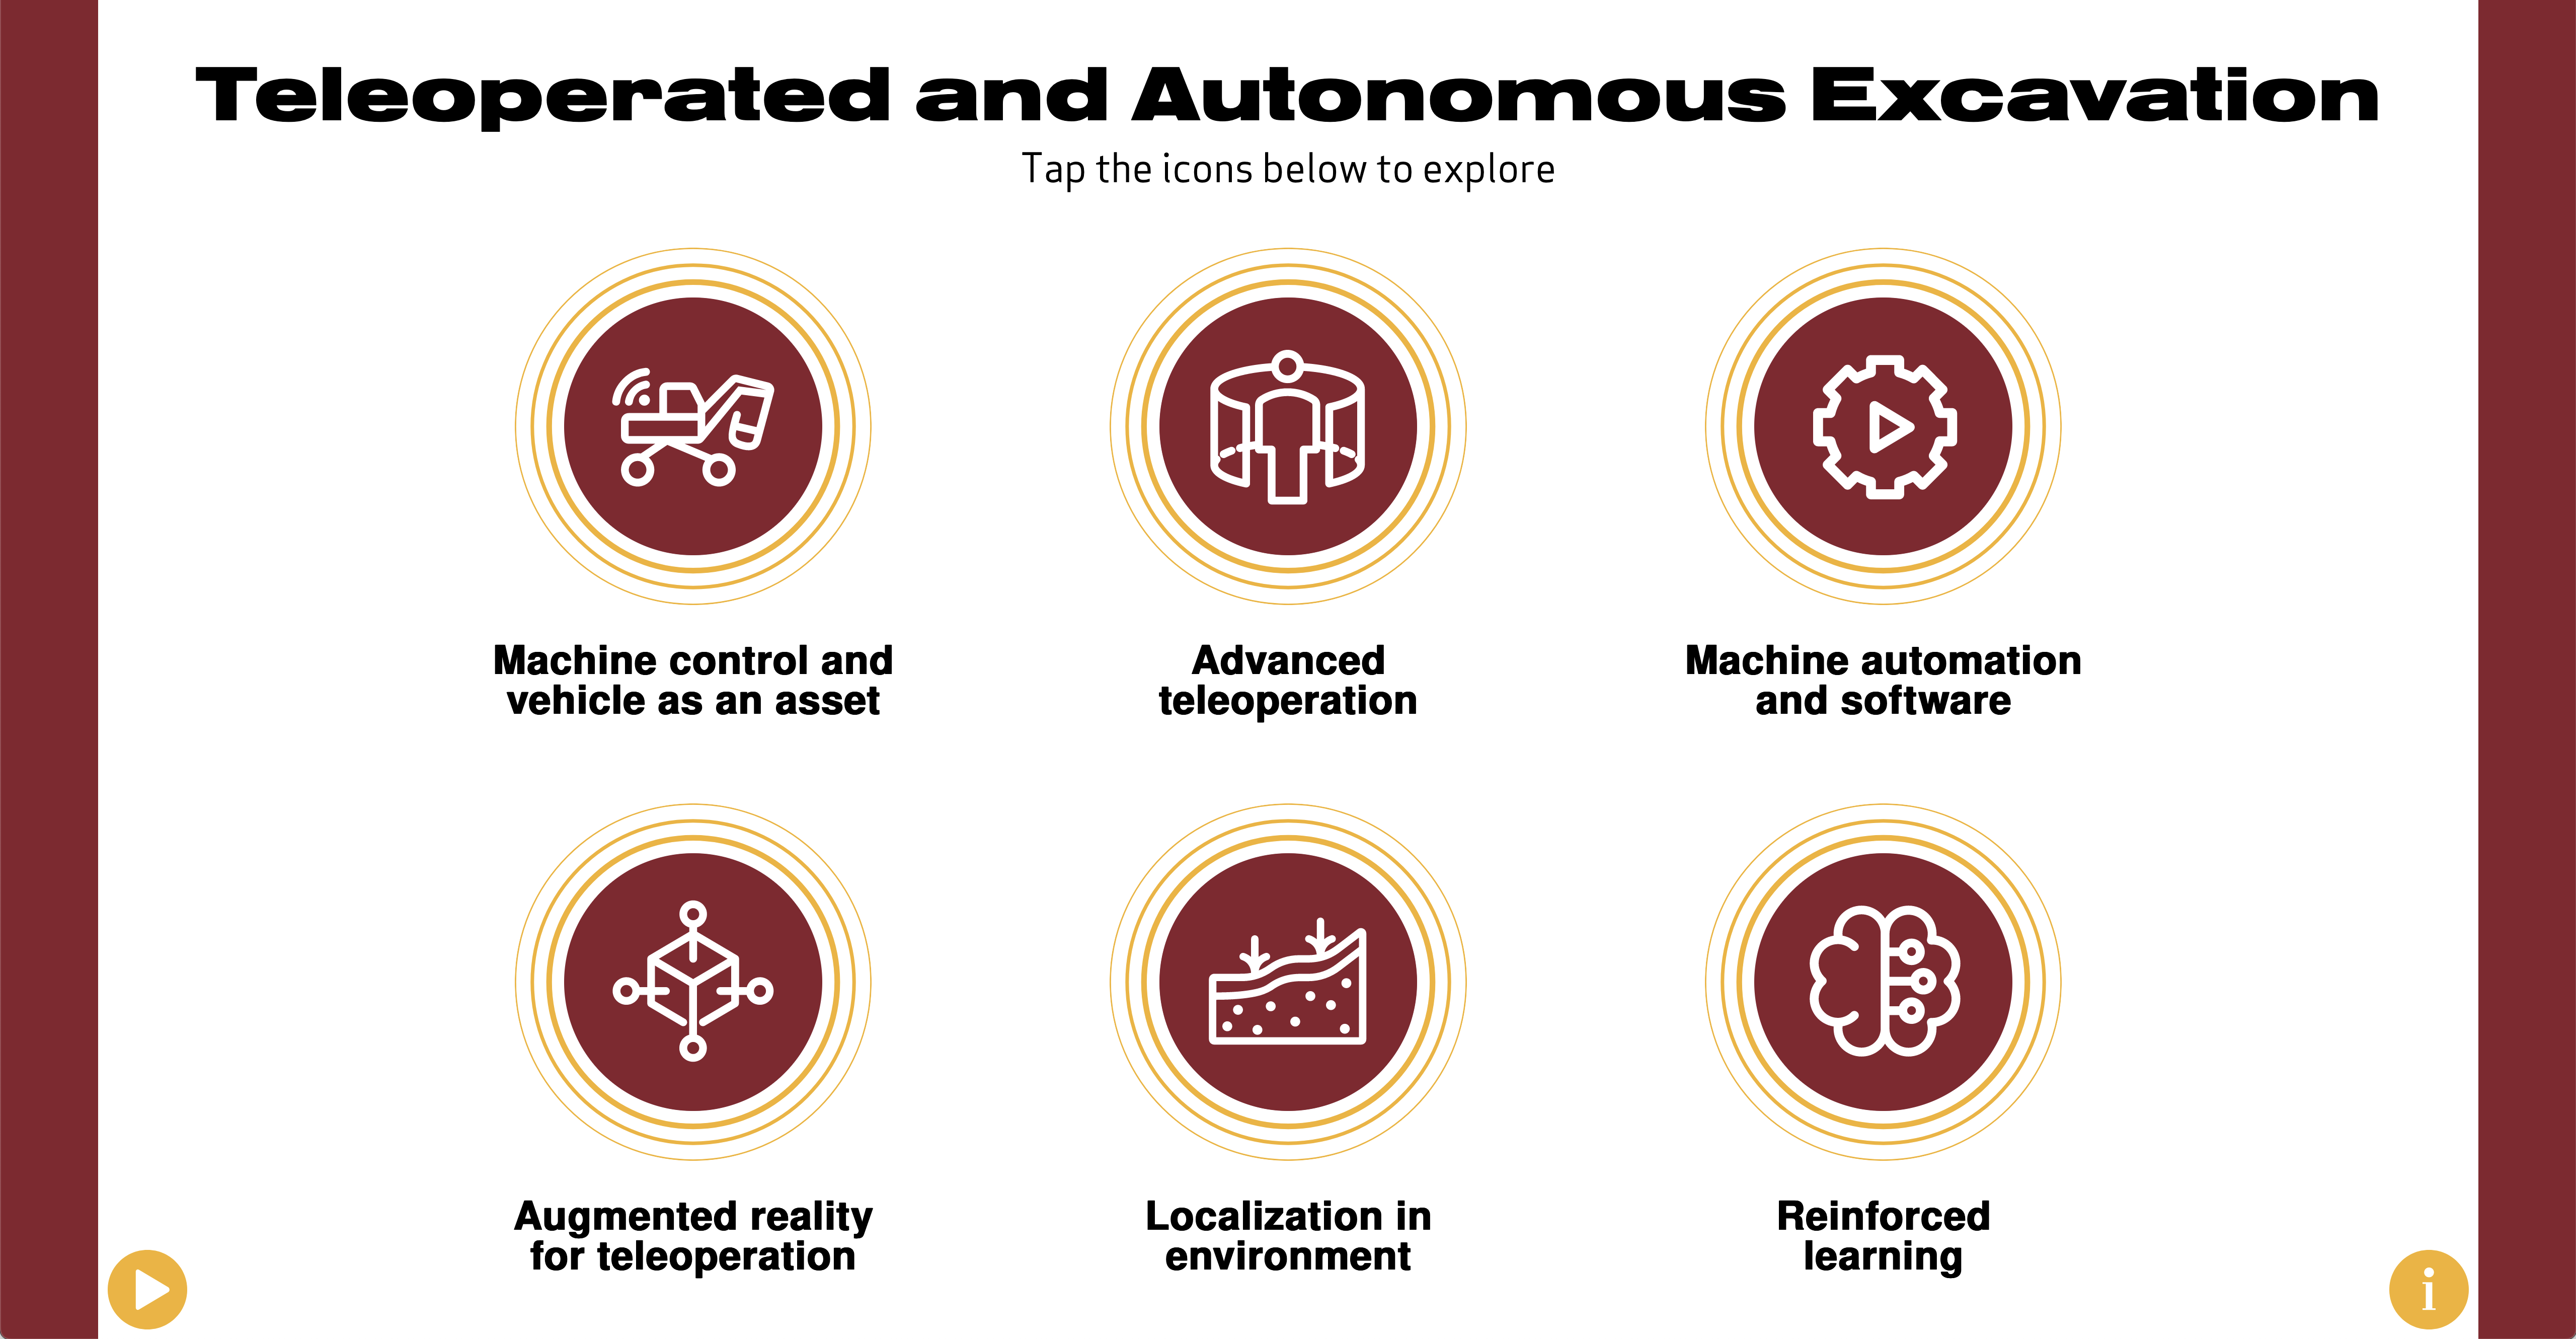 Teleoperated and Autonomous Excavation
Tap the icons below to explore
Machine control and
vehicle as an asset
Advanced
teleoperation
Machine automation
and software
Augmented reality
for teleoperation
Localization in
environment
Reinforced
learning
i